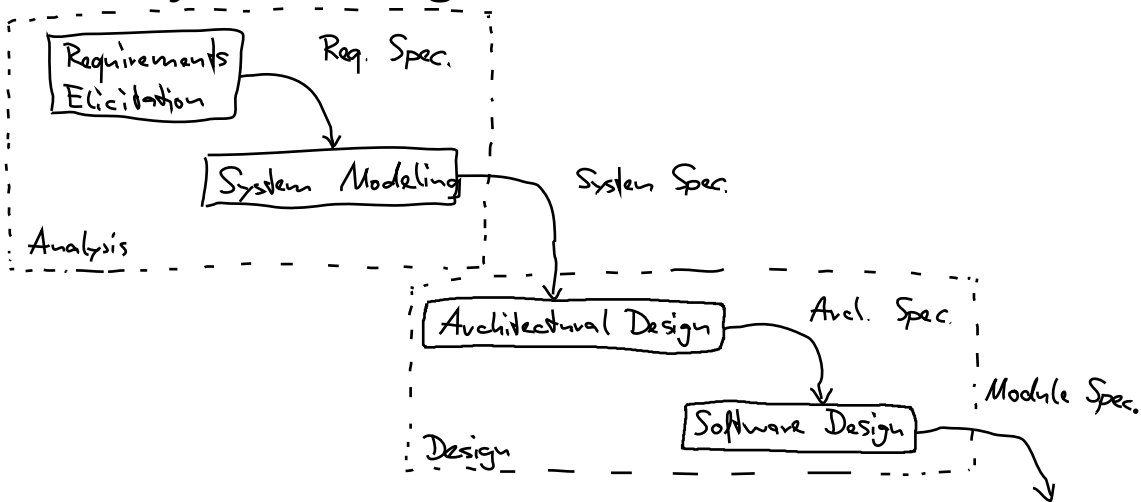 Requirements
Elicitation
Req. Spec.
System Modeling
System Spec.
Analysis
Architectural Design
Arch. Spec.
Module Spec.
Software Design
Design